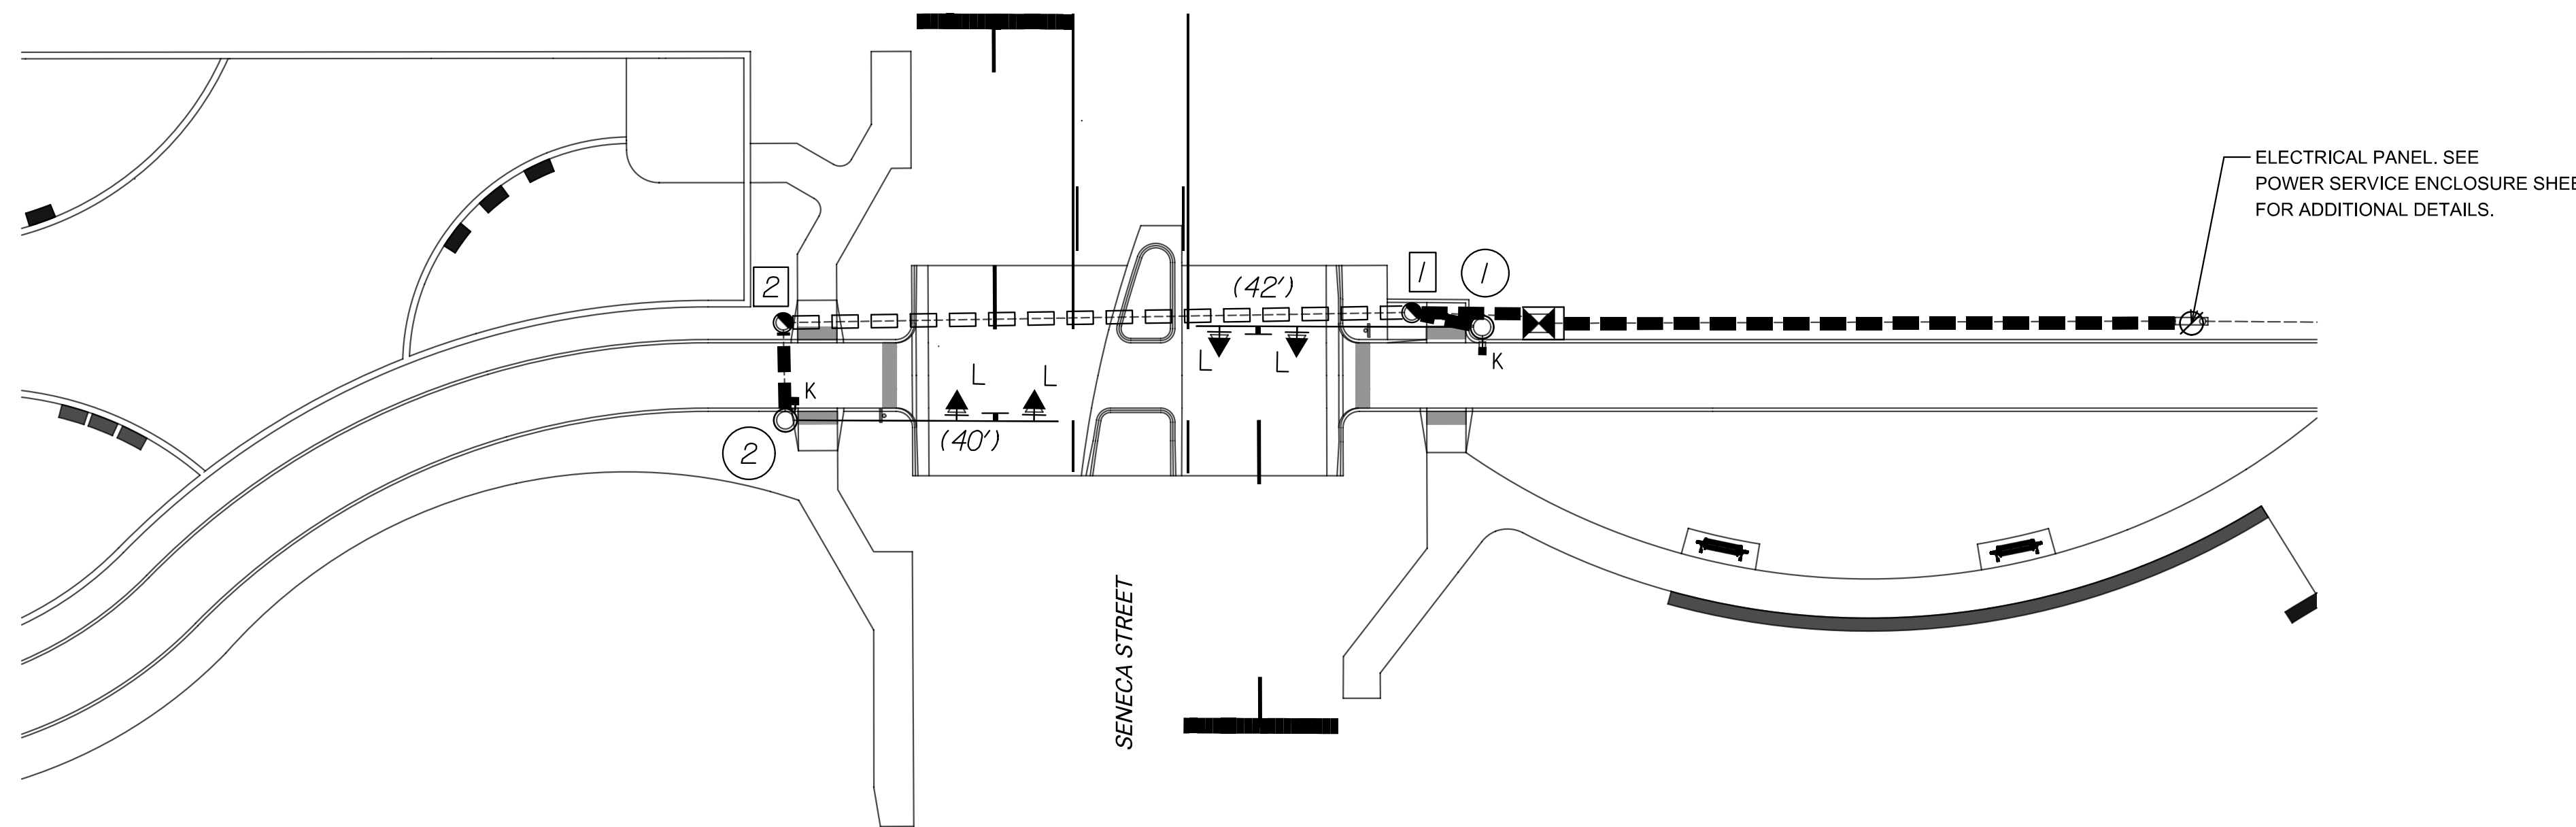 ELECTRICAL PANEL. SEE
POWER SERVICE ENCLOSURE SHEE
FOR ADDITIONAL DETAILS.
2
(42')
1
1
L
L
K
L
L
K
(40')
2
SENECA STREET